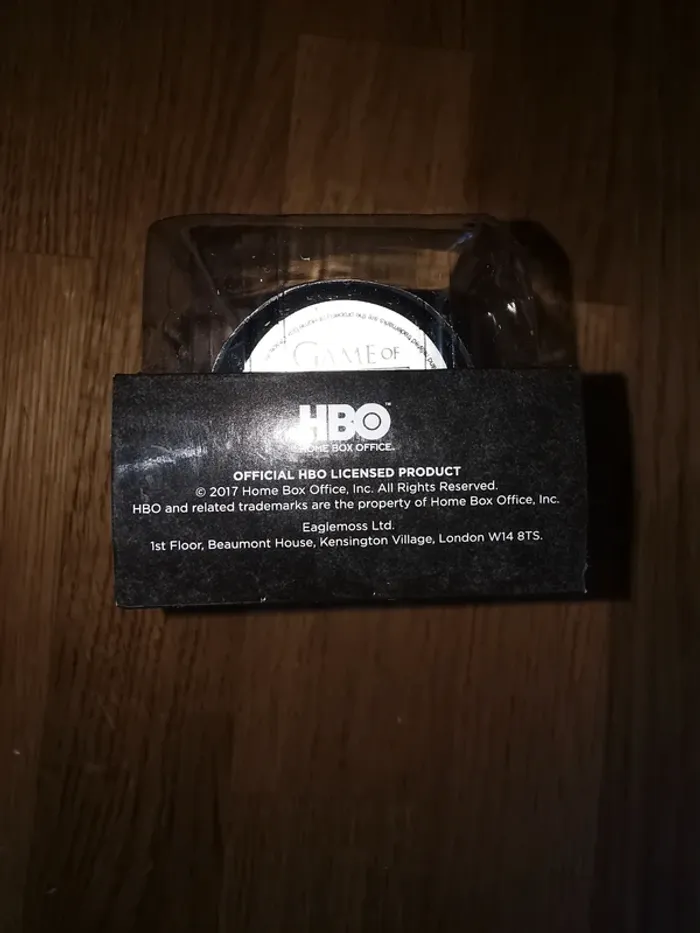 GAME OF
HBO™
HOME BOX OFFICE.
OFFICIAL HBO LICENSED PRODUCT
© 2017 Home Box Office, Inc. All Rights Reserved.
HBO and related trademarks are the property of Home Box Office, Inc.
Eaglemoss Ltd.
1st Floor, Beaumont House, Kensington Village, London W14 8TS.